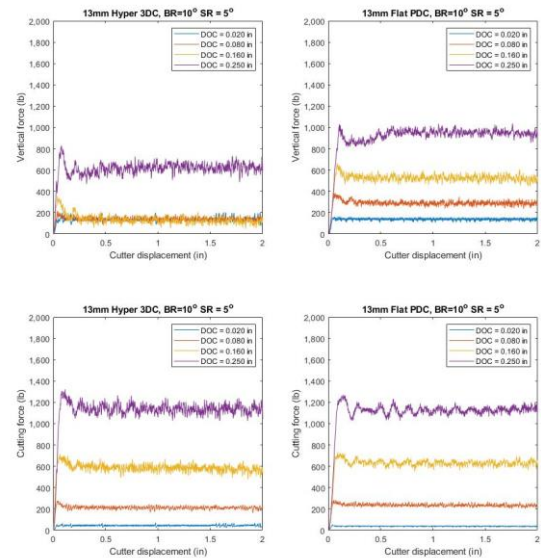 13mm Hyper 3DC, BR=10° SR = 5°
2,000
1,800
1,600
1,400
1,200
1,000
800
600
400
200
0
Vertical force (lb)
DOC = 0.020 in
DOC = 0.080 in
DOC = 0.160 in
DOC = 0.250 in
0 0.5 1 1.5 2
Cutter displacement (in)
13mm Flat PDC, BR=10° SR = 5°
2,000
1,800
1,600
1,400
1,200
1,000
800
600
400
200
0
Vertical force (lb)
DOC = 0.020 in
DOC = 0.080 in
DOC = 0.160 in
DOC = 0.250 in
0 0.5 1 1.5 2
Cutter displacement (in)
13mm Hyper 3DC, BR=10° SR = 5°
2,000
1,800
1,600
1,400
1,200
1,000
800
600
400
200
0
Cutting force (lb)
DOC = 0.020 in
DOC = 0.080 in
DOC = 0.160 in
DOC = 0.250 in
0 0.5 1 1.5 2
Cutter displacement (in)
13mm Flat PDC, BR=10° SR = 5°
2,000
1,800
1,600
1,400
1,200
1,000
800
600
400
200
0
Cutting force (lb)
DOC = 0.020 in
DOC = 0.080 in
DOC = 0.160 in
DOC = 0.250 in
0 0.5 1 1.5 2
Cutter displacement (in)